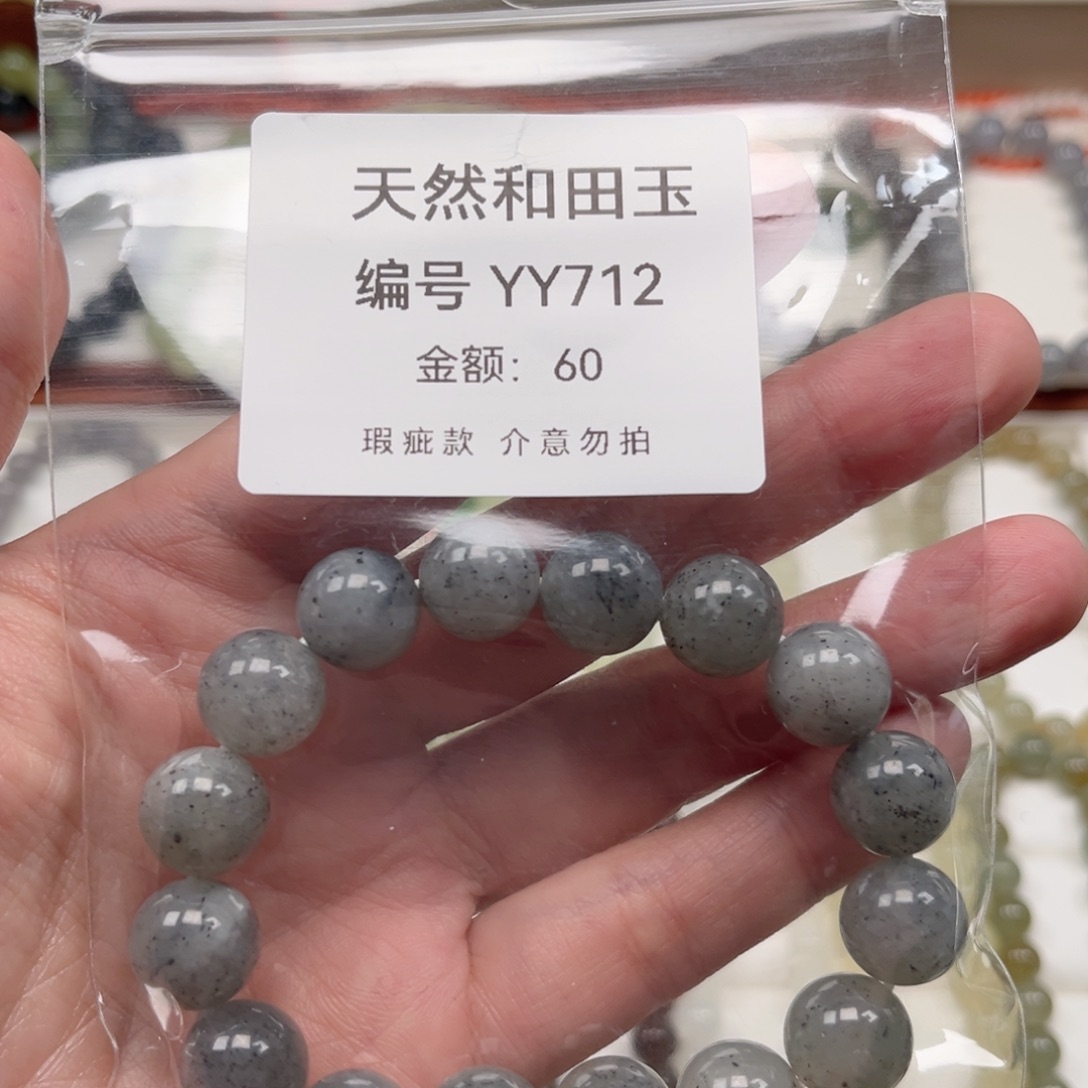 天然和田玉
编号 YY712
金额：60
瑕疵款 介意勿拍